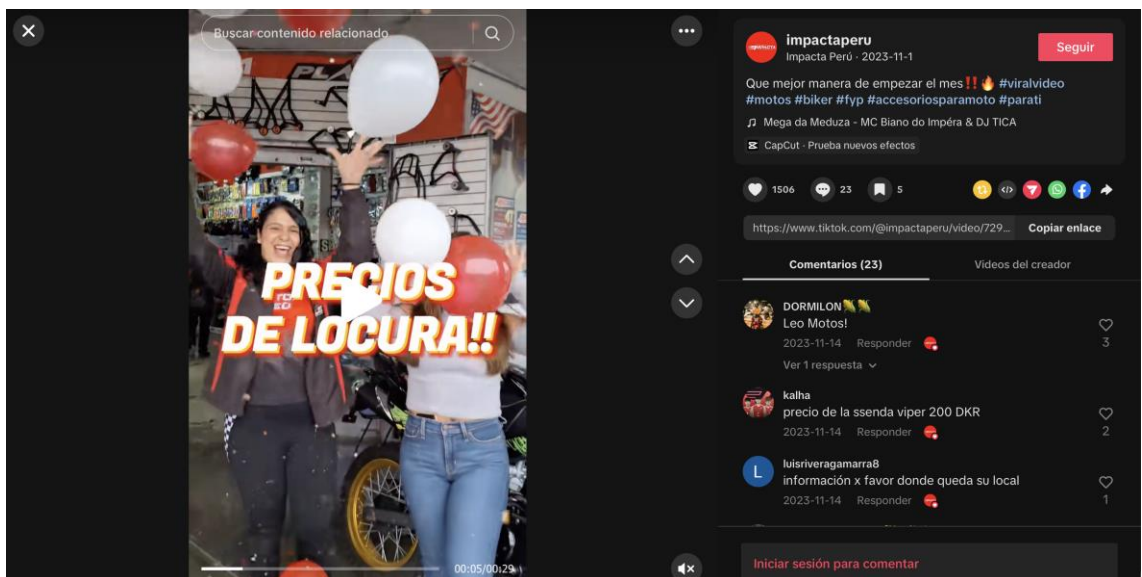 Buscar contenido relacionado
PRECIOS
DE LOCURA!!
00:05/00:29
impactaperu
Impacta Perú · 2023-11-1
Seguir
Que mejor manera de empezar el mes‼️🔥 #viralvideo
#motos #biker #fyp #accesoriosparamoto #parati
Mega da Meduza - MC Biano do Impéra & DJ TICA
CapCut · Prueba nuevos efectos
1506 23 5
https://www.tiktok.com/@impactaperu/video/729... Copiar enlace
Comentarios (23) Videos del creador
DORMILON🌽🌽
Leo Motos!
2023-11-14 Responder 3
Ver 1 respuesta
kalha
precio de la ssenda viper 200 DKR
2023-11-14 Responder 2
L luisriveragamarra8
información x favor donde queda su local
2023-11-14 Responder 1
Iniciar sesión para comentar